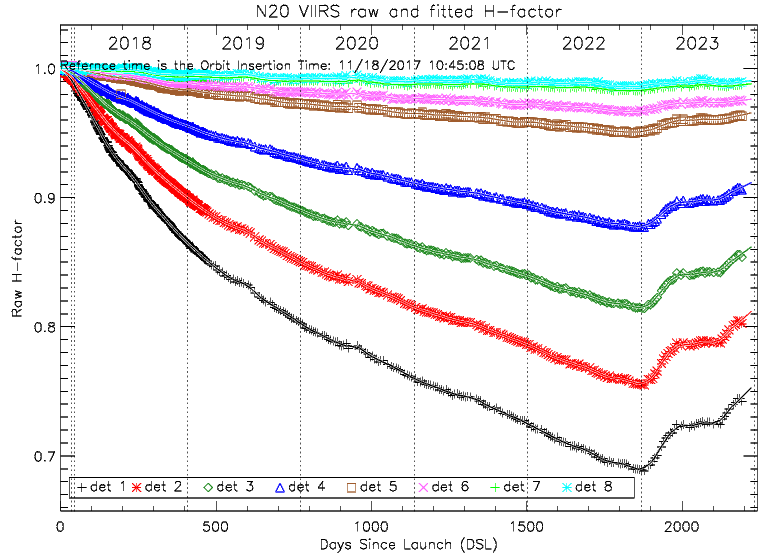 N20 VIIRS raw and fitted H-factor
2018 2019 2020 2021 2022 2023
Refernce time is the Orbit Insertion Time: 11/18/2017 10:45:08 UTC
1.0
0.9
0.8
0.7
Raw H-factor
det 1 det 2 det 3 det 4 det 5 det 6 det 7 det 8
0 500 1000 1500 2000
Days Since Launch (DSL)